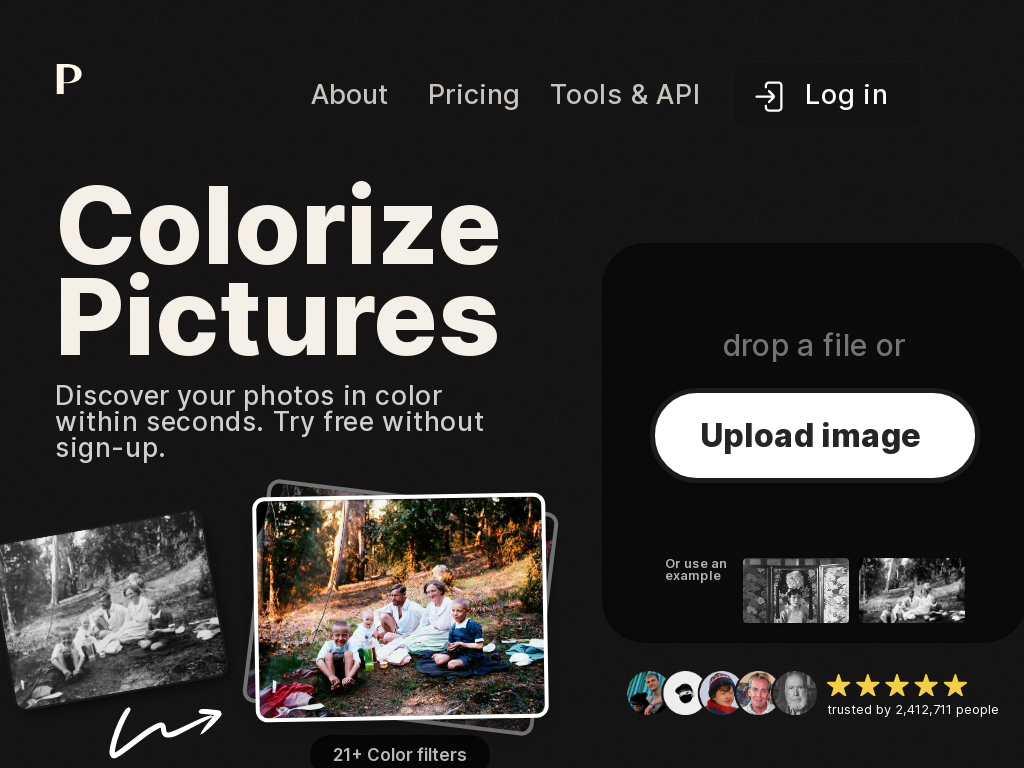 P
About
Pricing
Tools & API
Log in
Colorize
Pictures
Discover your photos in color
within seconds. Try free without
sign-up.
drop a file or
Upload image
Or use an
example
trusted by 2,412,711 people
21+ Color filters